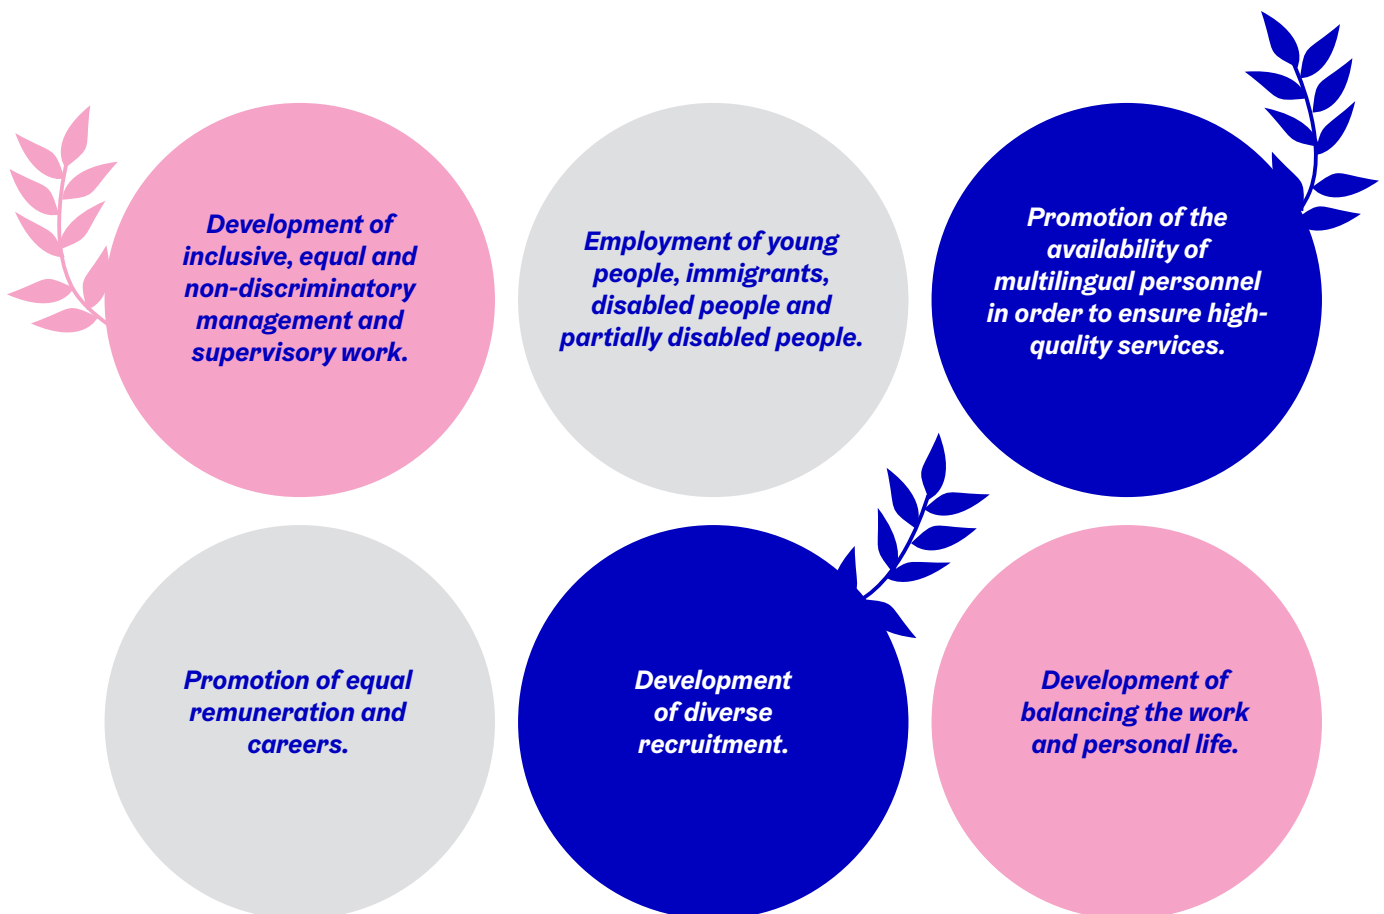 Development of
inclusive, equal and
non-discriminatory
management and
supervisory work.
Employment of young
people, immigrants,
disabled people and
partially disabled people.
Promotion of the
availability of
multilingual personnel
in order to ensure high-
quality services.
Promotion of equal
remuneration and
careers.
Development
of diverse
recruitment.
Development of
balancing the work
and personal life.